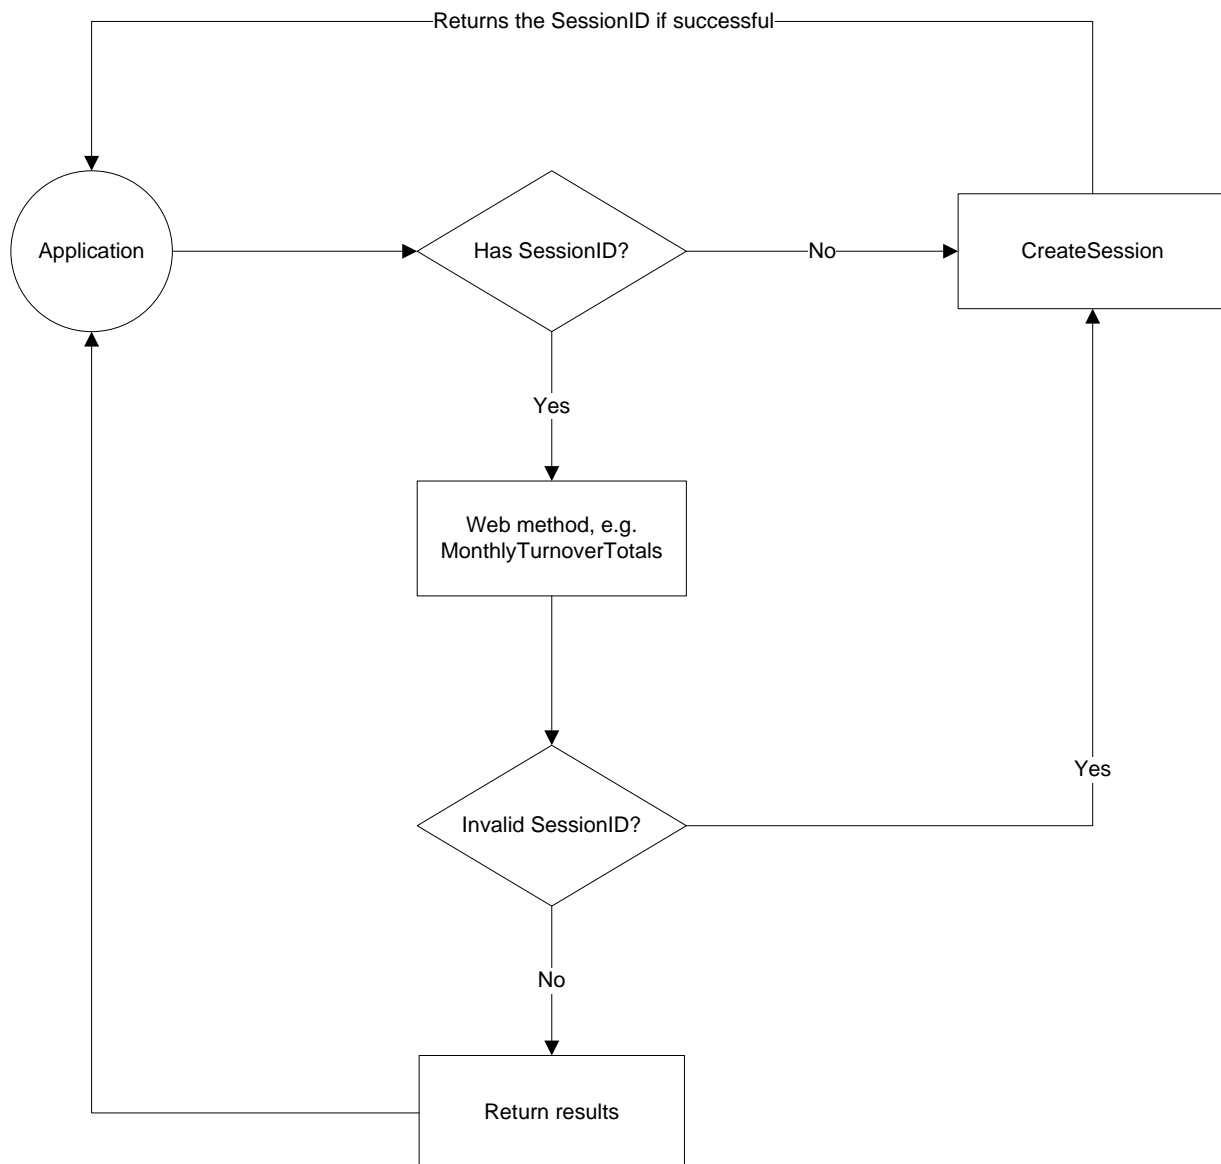 Returns the SessionID if successful
Application
Has SessionID?
No
CreateSession
Yes
Web method, e.g.
MonthlyTurnoverTotals
Yes
Invalid SessionID?
No
Return results